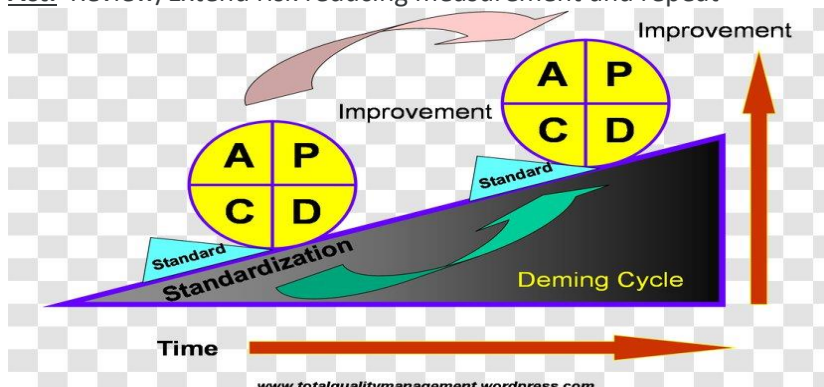 Act: Review, Extend risk reducing measurement and repeat
Improvement
A P
C D
Improvement
A P
C D
Standard
Standard
Standardization
Deming Cycle
Time
www.totalqualitymanagement.wordpress.com